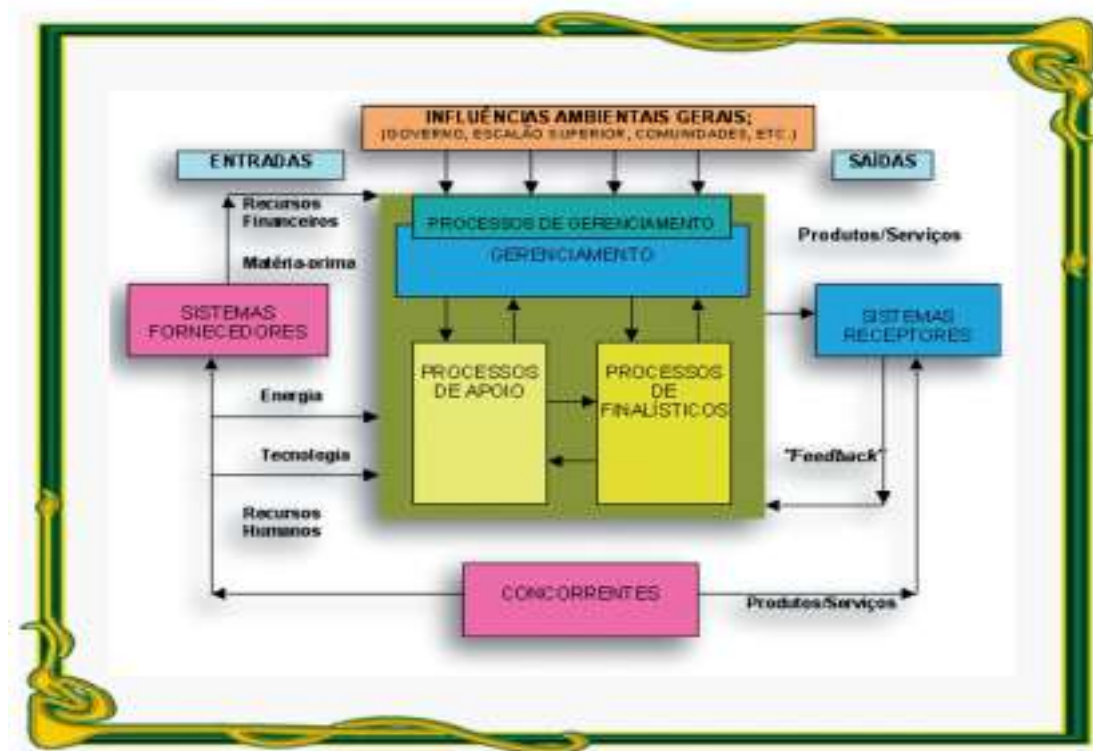 INFLUÊNCIAS AMBIENTAIS GERAIS;
(GOVERNO, ESCALÃO SUPERIOR, COMUNIDADES, ETC.)
ENTRADAS
SAÍDAS
Recursos
Financeiros
PROCESSOS DE GERENCIAMENTO
GERENCIAMENTO
Produtos/Serviços
Matéria-prima
SISTEMAS
FORNECEDORES
SISTEMAS
RECEPTORES
PROCESSOS
DE APOIO
PROCESSOS
DE
FINALÍSTICOS
Energia
Tecnologia
"Feedback"
Recursos
Humanos
CONCORRENTES
Produtos/Serviços